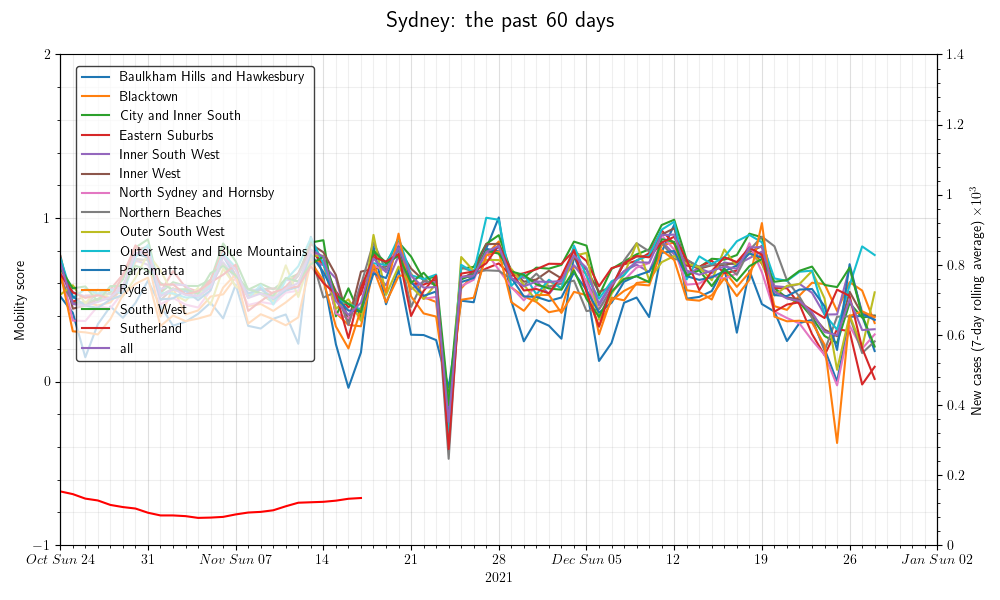 Sydney: the past 60 days
2
1
0
−1
Mobility score
Baulkham Hills and Hawkesbury
Blacktown
City and Inner South
Eastern Suburbs
Inner South West
Inner West
North Sydney and Hornsby
Northern Beaches
Outer South West
Outer West and Blue Mountains
Parramatta
Ryde
South West
Sutherland
all
1.4
1.2
1
0.8
0.6
0.4
0.2
0
New cases (7-day rolling average) ×10³
Oct Sun 24
31
Nov Sun 07
14
21
28
Dec Sun 05
12
19
26
Jan Sun 02
2021